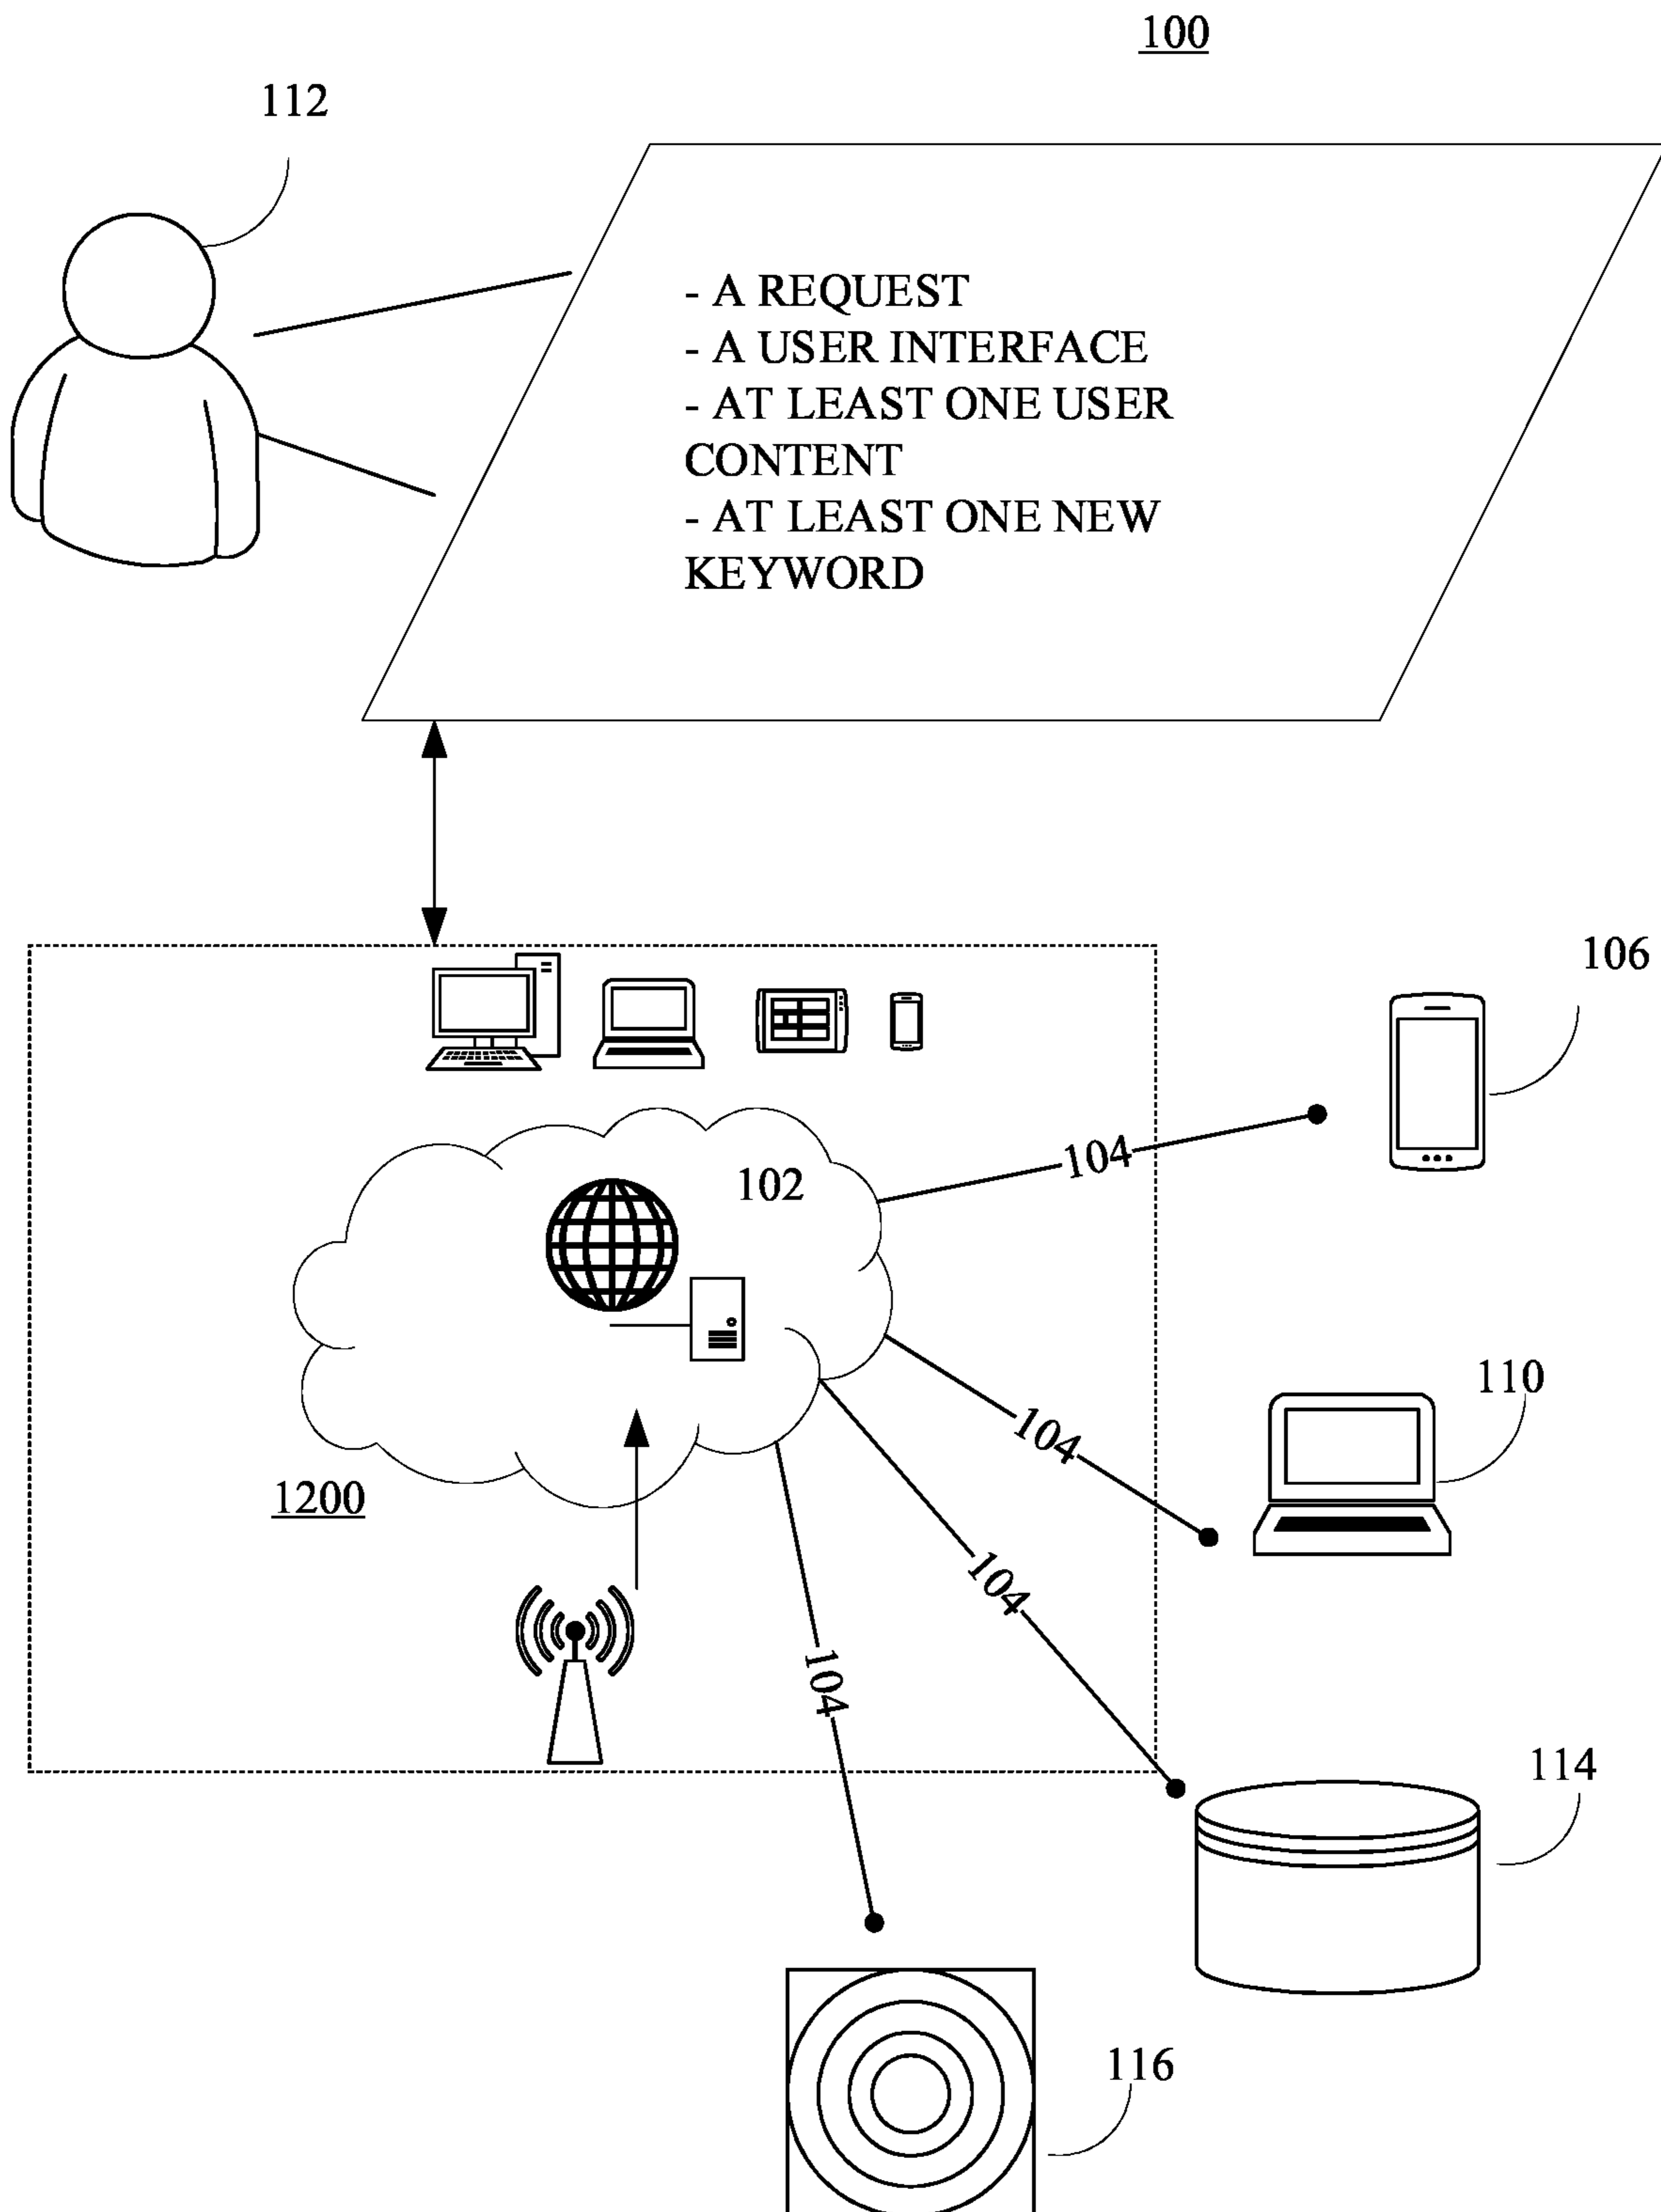 100
112
- A REQUEST
- A USER INTERFACE
- AT LEAST ONE USER
CONTENT
- AT LEAST ONE NEW
KEYWORD
106
104
102
110
104
1200
104
104
114
116